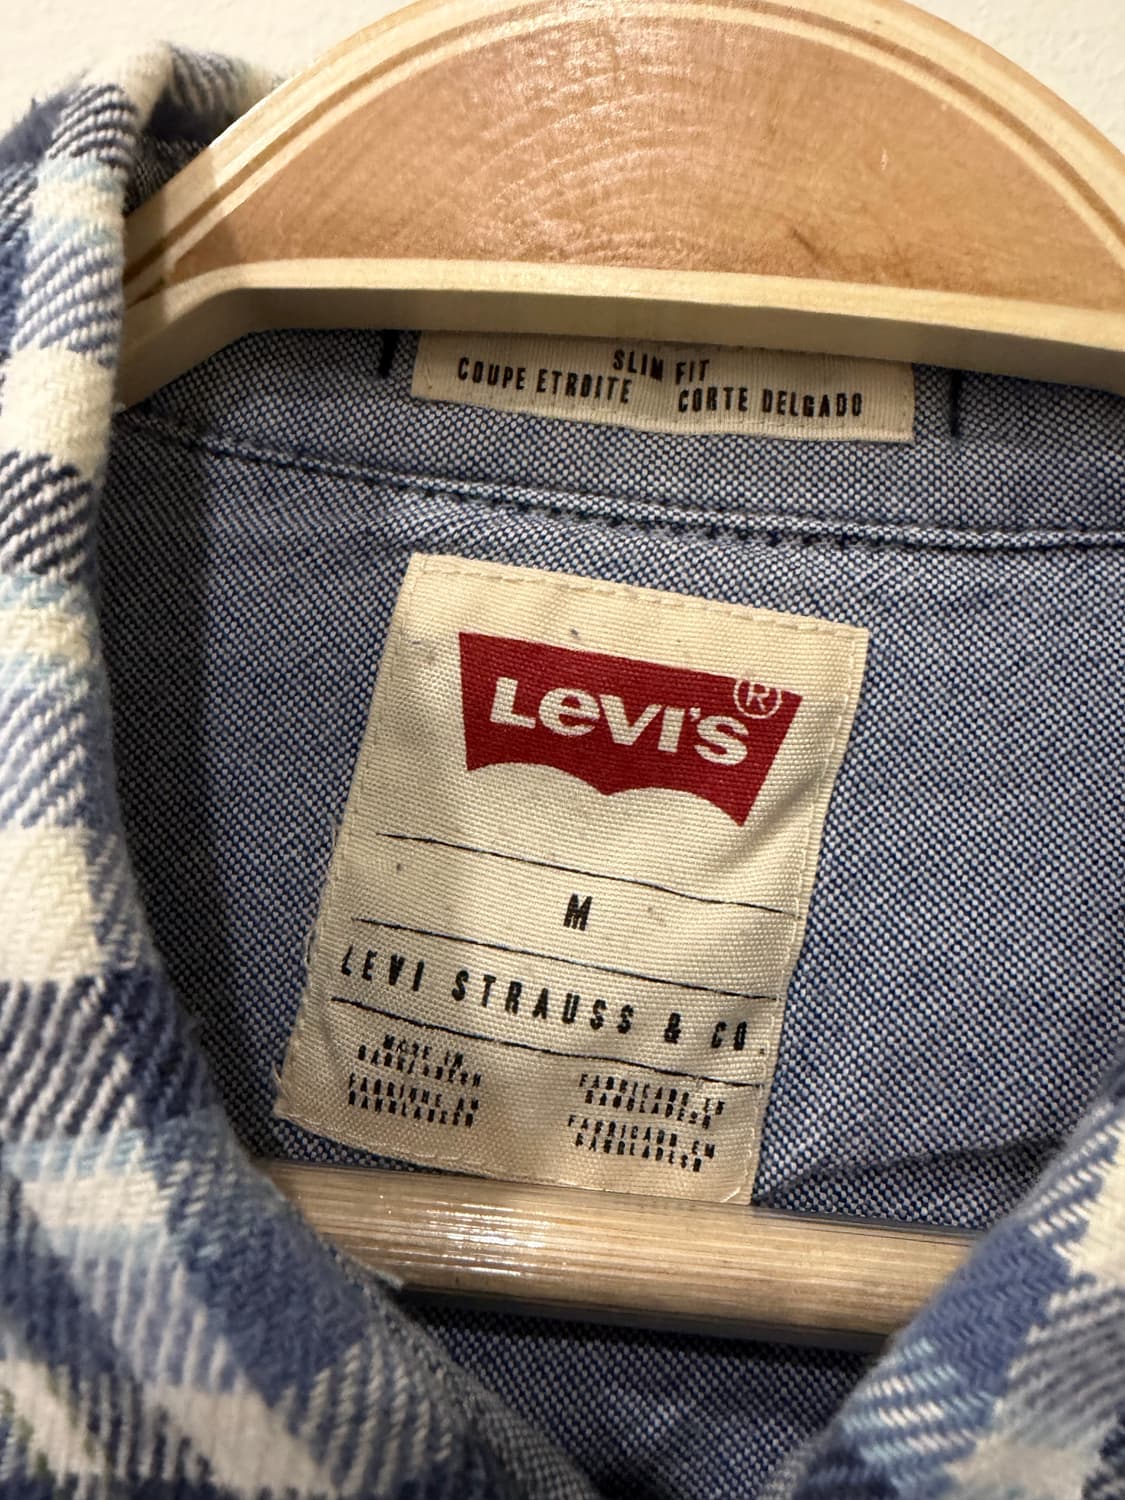 SLIM FIT
COUPE ETROITE CORTE DELGADO
Levi's®
M
LEVI STRAUSS & CO.
MADE IN
BANGLADESH
FABRIQUE AU
BANGLADESH
FABRICADO EN
BANGLADESH
FABRICADO EM
BANGLADESH